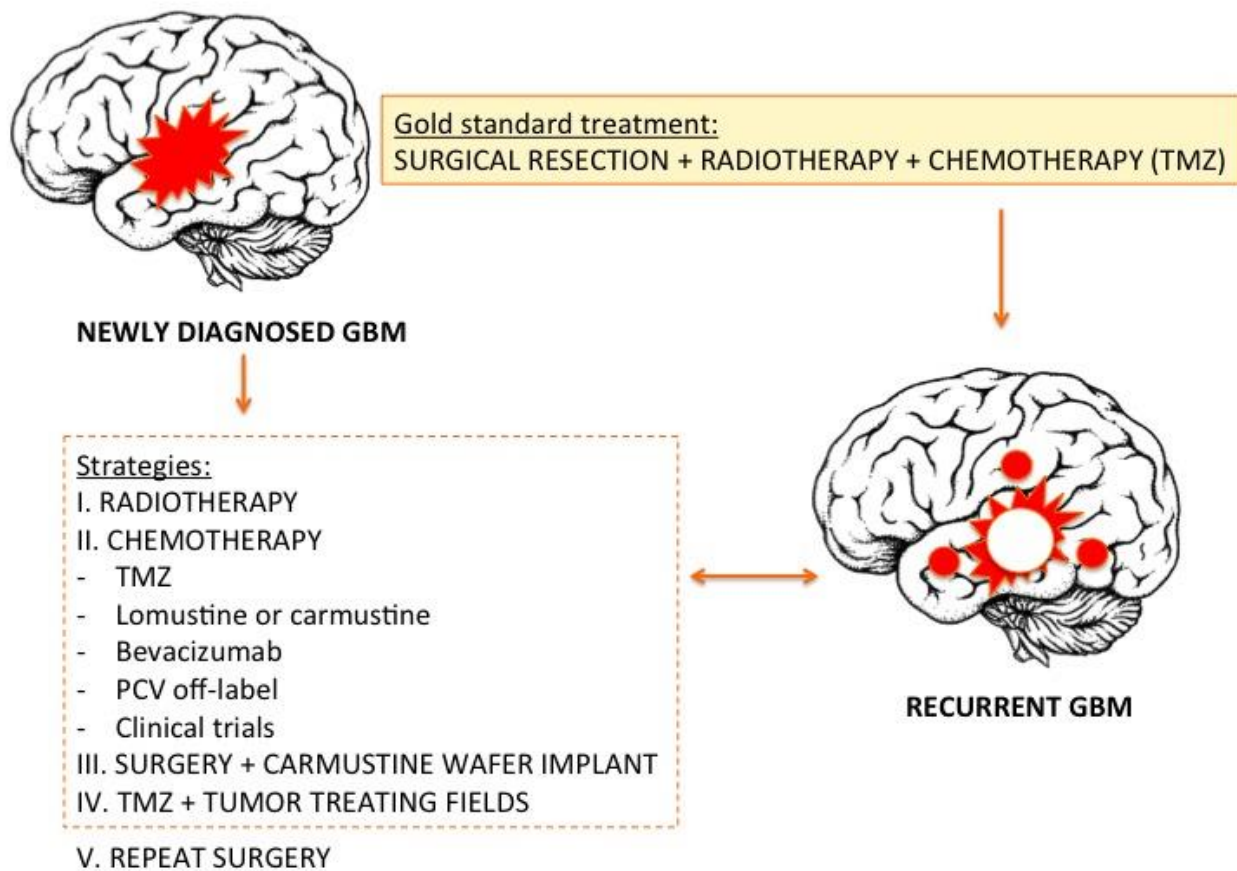 Gold standard treatment:
SURGICAL RESECTION + RADIOTHERAPY + CHEMOTHERAPY (TMZ)
NEWLY DIAGNOSED GBM
Strategies:
I. RADIOTHERAPY
II. CHEMOTHERAPY
- TMZ
- Lomustine or carmustine
- Bevacizumab
- PCV off-label
- Clinical trials
III. SURGERY + CARMUSTINE WAFER IMPLANT
IV. TMZ + TUMOR TREATING FIELDS
V. REPEAT SURGERY
RECURRENT GBM